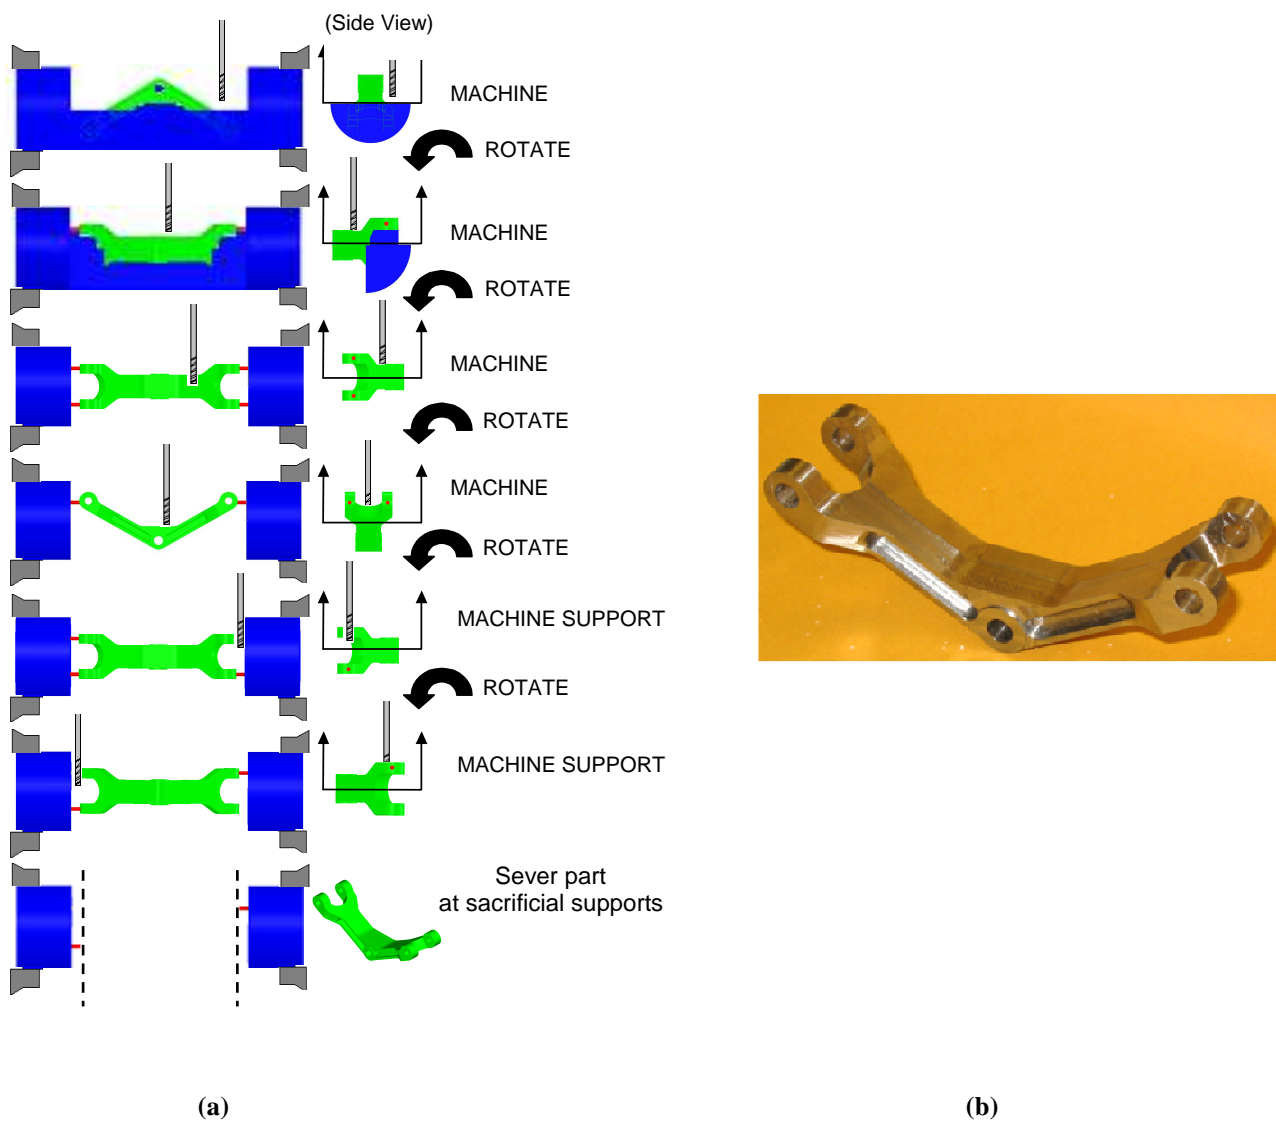 (Side View)
MACHINE
ROTATE
MACHINE
ROTATE
MACHINE
ROTATE
MACHINE
ROTATE
MACHINE SUPPORT
ROTATE
MACHINE SUPPORT
Sever part
at sacrificial supports
(a)
(b)